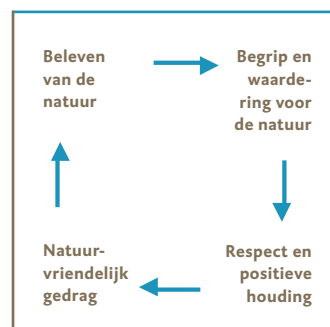 Beleven
van de
natuur
Begrip en
waarde-
ring voor
de natuur
Natuur-
vriendelijk
gedrag
Respect en
positieve
houding